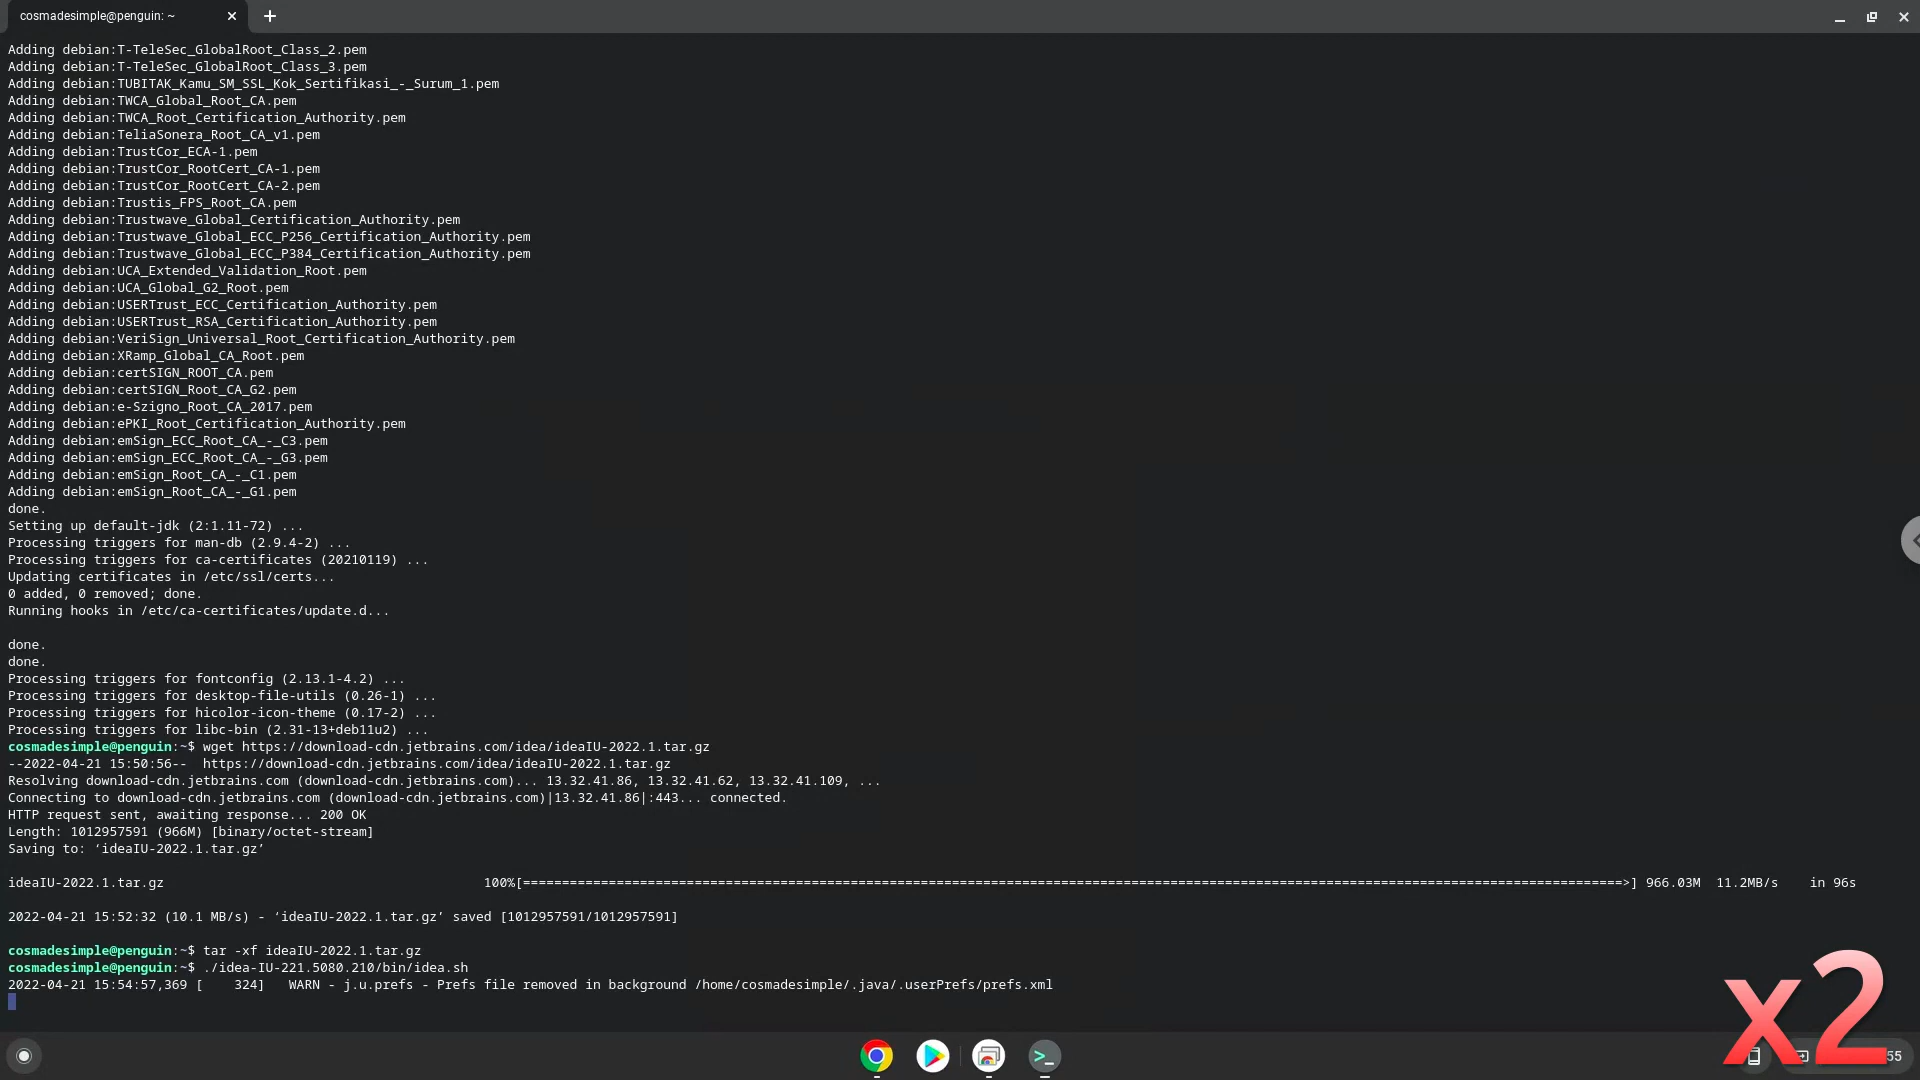 cosmadesimple@penguin: ~
Adding debian:T-TeleSec_GlobalRoot_Class_2.pem
Adding debian:T-TeleSec_GlobalRoot_Class_3.pem
Adding debian:TUBITAK_Kamu_SM_SSL_Kok_Sertifikasi_-_Surum_1.pem
Adding debian:TWCA_Global_Root_CA.pem
Adding debian:TWCA_Root_Certification_Authority.pem
Adding debian:TeliaSonera_Root_CA_v1.pem
Adding debian:TrustCor_ECA-1.pem
Adding debian:TrustCor_RootCert_CA-1.pem
Adding debian:TrustCor_RootCert_CA-2.pem
Adding debian:Trustis_FPS_Root_CA.pem
Adding debian:Trustwave_Global_Certification_Authority.pem
Adding debian:Trustwave_Global_ECC_P256_Certification_Authority.pem
Adding debian:Trustwave_Global_ECC_P384_Certification_Authority.pem
Adding debian:UCA_Extended_Validation_Root.pem
Adding debian:UCA_Global_G2_Root.pem
Adding debian:USERTrust_ECC_Certification_Authority.pem
Adding debian:USERTrust_RSA_Certification_Authority.pem
Adding debian:VeriSign_Universal_Root_Certification_Authority.pem
Adding debian:XRamp_Global_CA_Root.pem
Adding debian:certSIGN_ROOT_CA.pem
Adding debian:certSIGN_Root_CA_G2.pem
Adding debian:e-Szigno_Root_CA_2017.pem
Adding debian:ePKI_Root_Certification_Authority.pem
Adding debian:emSign_ECC_Root_CA_-_C3.pem
Adding debian:emSign_ECC_Root_CA_-_G3.pem
Adding debian:emSign_Root_CA_-_C1.pem
Adding debian:emSign_Root_CA_-_G1.pem
done.
Setting up default-jdk (2:1.11-72) ...
Processing triggers for man-db (2.9.4-2) ...
Processing triggers for ca-certificates (20210119) ...
Updating certificates in /etc/ssl/certs...
0 added, 0 removed; done.
Running hooks in /etc/ca-certificates/update.d...
done.
done.
Processing triggers for fontconfig (2.13.1-4.2) ...
Processing triggers for desktop-file-utils (0.26-1) ...
Processing triggers for hicolor-icon-theme (0.17-2) ...
Processing triggers for libc-bin (2.31-13+deb11u2) ...
cosmadesimple@penguin:~$ wget https://download-cdn.jetbrains.com/idea/ideaIU-2022.1.tar.gz
--2022-04-21 15:50:56--  https://download-cdn.jetbrains.com/idea/ideaIU-2022.1.tar.gz
Resolving download-cdn.jetbrains.com (download-cdn.jetbrains.com)... 13.32.41.86, 13.32.41.62, 13.32.41.109, ...
Connecting to download-cdn.jetbrains.com (download-cdn.jetbrains.com)|13.32.41.86|:443... connected.
HTTP request sent, awaiting response... 200 OK
Length: 1012957591 (966M) [binary/octet-stream]
Saving to: ‘ideaIU-2022.1.tar.gz’
ideaIU-2022.1.tar.gz 100%[=============================================================================================================================================>] 966.03M 11.2MB/s in 96s
2022-04-21 15:52:32 (10.1 MB/s) - ‘ideaIU-2022.1.tar.gz’ saved [1012957591/1012957591]
cosmadesimple@penguin:~$ tar -xf ideaIU-2022.1.tar.gz
cosmadesimple@penguin:~$ ./idea-IU-221.5080.210/bin/idea.sh
2022-04-21 15:54:57,369 [    324]   WARN - j.u.prefs - Prefs file removed in background /home/cosmadesimple/.java/.userPrefs/prefs.xml
x2
55